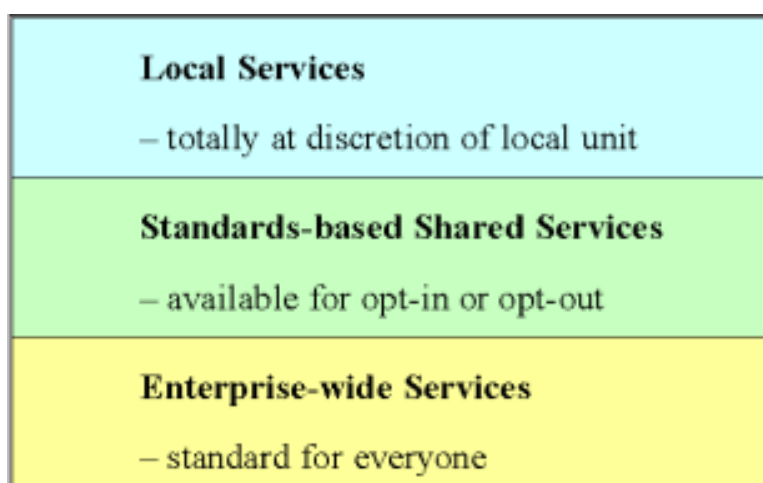 Local Services
– totally at discretion of local unit
Standards-based Shared Services
– available for opt-in or opt-out
Enterprise-wide Services
– standard for everyone